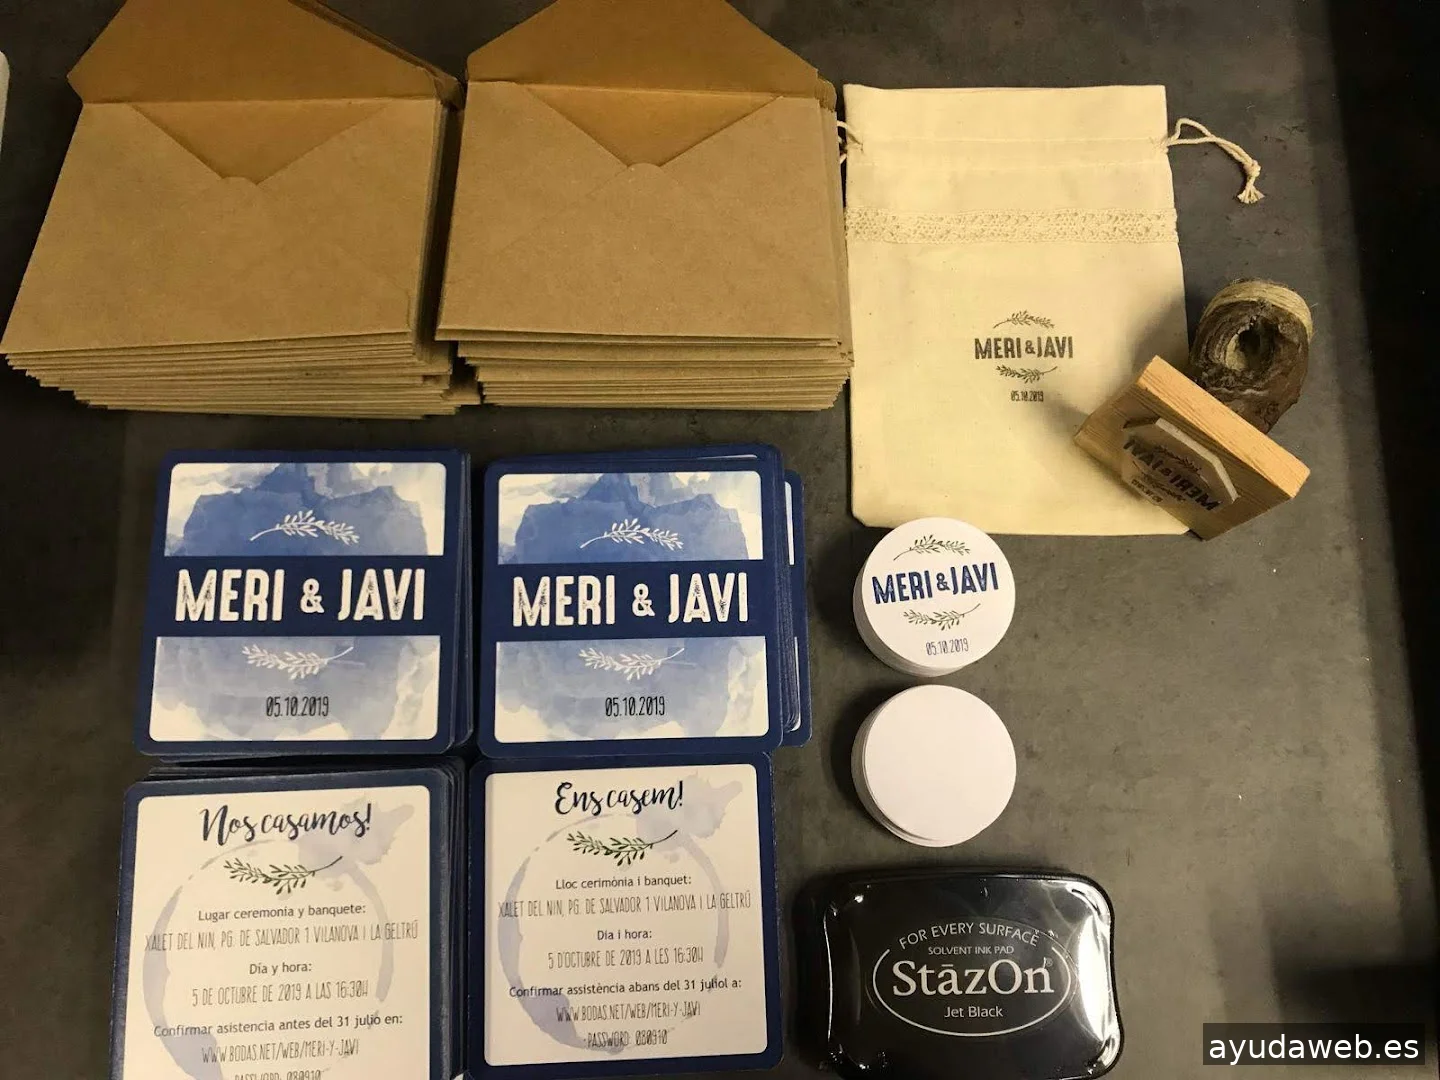 MERI & JAVI
05.10.2019
MERI & JAVI
05.10.2019
MERI & JAVI
05.10.2019
MERI & JAVI
MERI & JAVI
05.10.2019
Nos casamos!
Lugar ceremonia y banquete:
XALET DEL NIN, PG. DE SALVADOR 1 VILANOVA I LA GELTRÚ
Día y hora:
5 DE OCTUBRE DE 2019 A LAS 16:30H
Confirmar asistencia antes del 31 julio en:
WWW.BODAS.NET/WEB/MERI-Y-JAVI
PASSWORD: 080910
Ens casem!
Lloc cerimònia i banquet:
XALET DEL NIN, PG. DE SALVADOR 1 VILANOVA I LA GELTRÚ
Dia i hora:
5 D'OCTUBRE DE 2019 A LES 16:30H
Confirmar assistència abans del 31 juliol a:
WWW.BODAS.NET/WEB/MERI-Y-JAVI
PASSWORD: 080910
FOR EVERY SURFACE
SOLVENT INK PAD
StāzOn®
Jet Black
ayudaweb.es